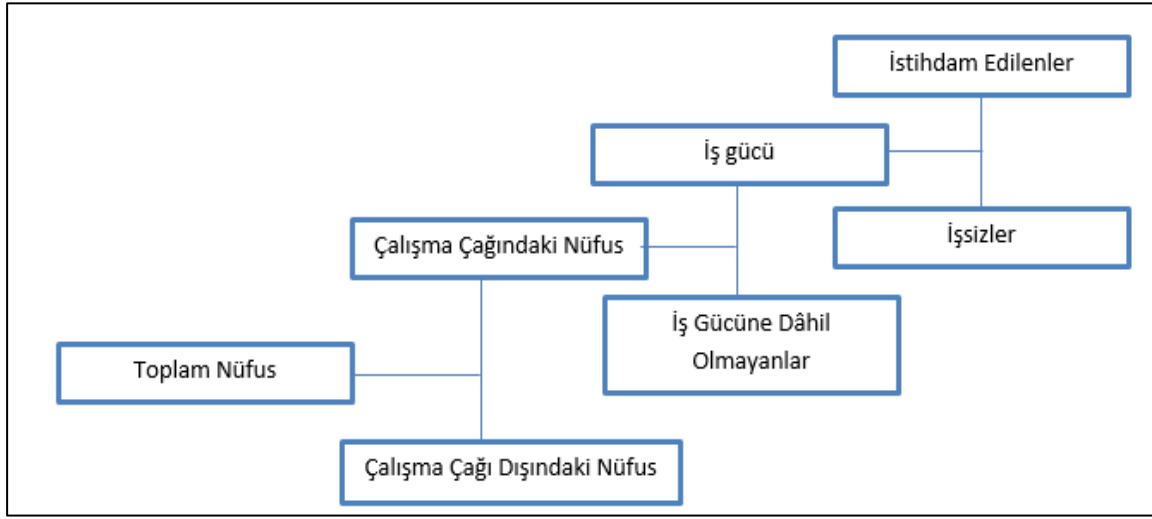 İstihdam Edilenler
İş gücü
İşsizler
Çalışma Çağındaki Nüfus
İş Gücüne Dâhil
Olmayanlar
Toplam Nüfus
Çalışma Çağı Dışındaki Nüfus